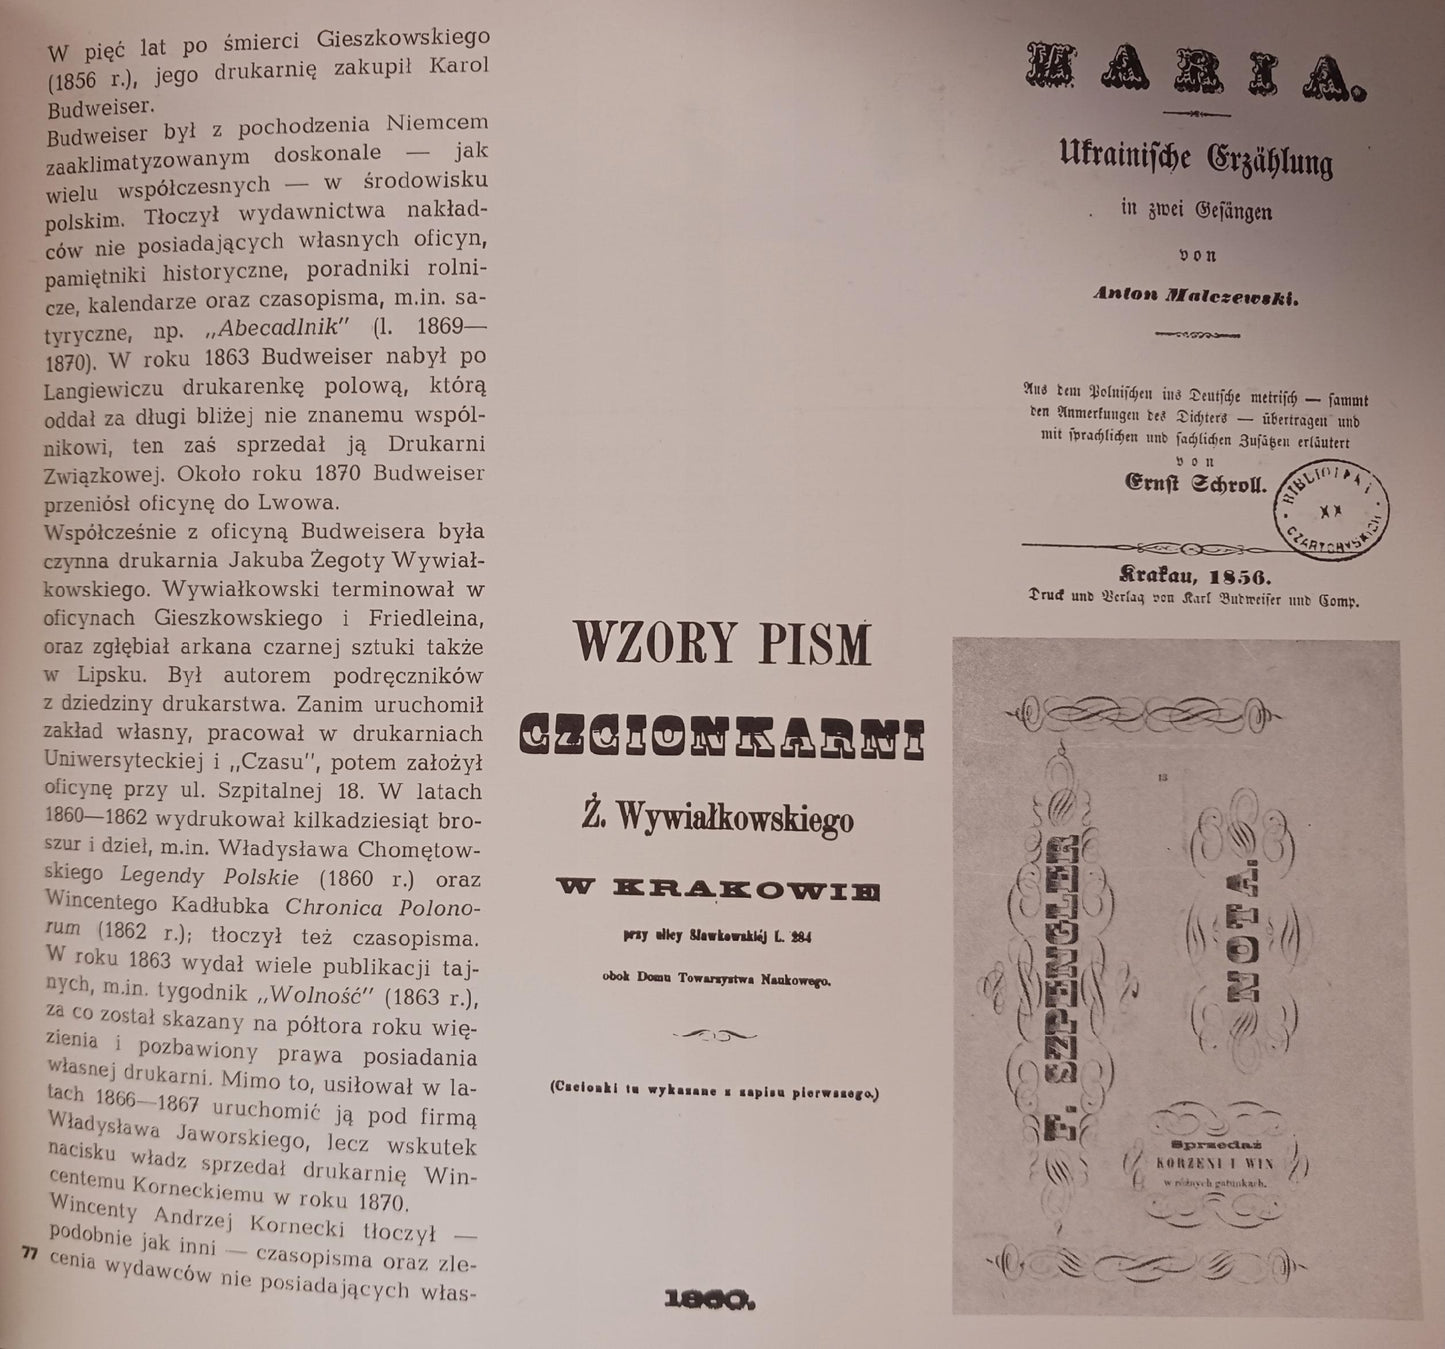 W pięć lat po śmierci Gieszkowskiego
(1856 r.), jego drukarnię zakupił Karol
Budweiser.
Budweiser był z pochodzenia Niemcem
zaaklimatyzowanym doskonale — jak
wielu współczesnych — w środowisku
polskim. Tłoczył wydawnictwa nakład-
ców nie posiadających własnych oficyn,
pamiętniki historyczne, poradniki rolni-
cze, kalendarze oraz czasopisma, m.in. sa-
tyryczne, np. „Abecadlnik” (l. 1869—
1870). W roku 1863 Budweiser nabył po
Langiewiczu drukarenkę polową, którą
oddał za długi bliżej nie znanemu wspól-
nikowi, ten zaś sprzedał ją Drukarni
Związkowej. Około roku 1870 Budweiser
przeniósł oficynę do Lwowa.
Współcześnie z oficyną Budweisera była
czynna drukarnia Jakuba Żegoty Wywiał-
kowskiego. Wywiałkowski terminował w
oficynach Gieszkowskiego i Friedleina,
oraz zgłębiał arkana czarnej sztuki także
w Lipsku. Był autorem podręczników
z dziedziny drukarstwa. Zanim uruchomił
zakład własny, pracował w drukarniach
Uniwersyteckiej i „Czasu”, potem założył
oficynę przy ul. Szpitalnej 18. W latach
1860—1862 wydrukował kilkadziesiąt bro-
szur i dzieł, m.in. Władysława Chomętow-
skiego Legendy Polskie (1860 r.) oraz
Wincentego Kadłubka Chronica Polono-
rum (1862 r.); tłoczył też czasopisma.
W roku 1863 wydał wiele publikacji taj-
nych, m.in. tygodnik „Wolność” (1863 r.),
za co został skazany na półtora roku wię-
zienia i pozbawiony prawa posiadania
własnej drukarni. Mimo to, usiłował w la-
tach 1866—1867 uruchomić ją pod firmą
Władysława Jaworskiego, lecz wskutek
nacisku władz sprzedał drukarnię Win-
centemu Korneckiemu w roku 1870.
Wincenty Andrzej Kornecki tłoczył —
podobnie jak inni — czasopisma oraz zle-
cenia wydawców nie posiadających włas-
77
WZORY PISM
CZCIONKARNI
Ż. Wywiałkowskiego
W KRAKOWIE
przy ulicy Sławkowskiéj L. 284
obok Domu Towarzystwa Naukowego.
(Czcionki tu wykazane z zapisu pierwszego.)
1860.
MARIA.
Ukrainische Erzählung
in zwei Gesängen
von
Anton Malczewski.
Aus dem Polnischen ins Deutsche metrisch — sammt
den Anmerkungen des Dichters — übertragen und
mit sprachlichen und sachlichen Zusätzen erläutert
von
Ernst Schroll.
BIBLIOTEKA
XX
CZARTORYSKICH
Krakau, 1856.
Druck und Verlag von Karl Budweiser und Comp.
13
E. SZPENGLER
NOTA.
Sprzedaż
KORZENI I WIN
w różnych gatunkach.